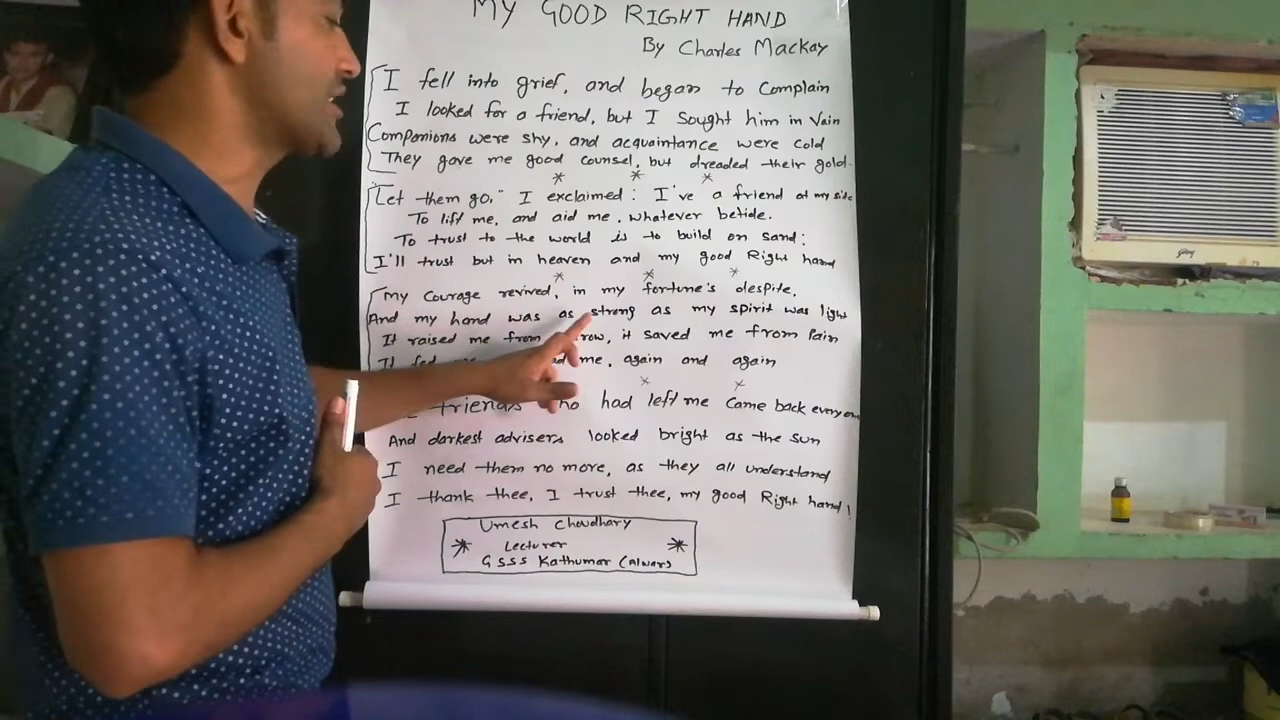 MY GOOD RIGHT HAND
By Charles Mackay
I fell into grief, and began to Complain
I looked for a friend, but I Sought him in Vain
Companions were shy, and acquaintance were cold
They gave me good counsel, but dreaded their gold.
"Let them go," I exclaimed: I've a friend at my side
To lift me, and aid me, whatever betide.
To trust to the world is to build on sand:
I'll trust but in heaven and my good Right hand
My Courage revived, in my fortune's despite.
And my hand was as strong as my spirit was light
It raised me from row, it saved me from Pain
It fed me, again and again
friends had left me Came back every one
And darkest advisers looked bright as the sun
I need them no more, as they all understand
I thank thee, I trust thee, my good Right hand!
Umesh Choudhary
Lecturer
GSSS Kathumar (Alwar)
Godrej